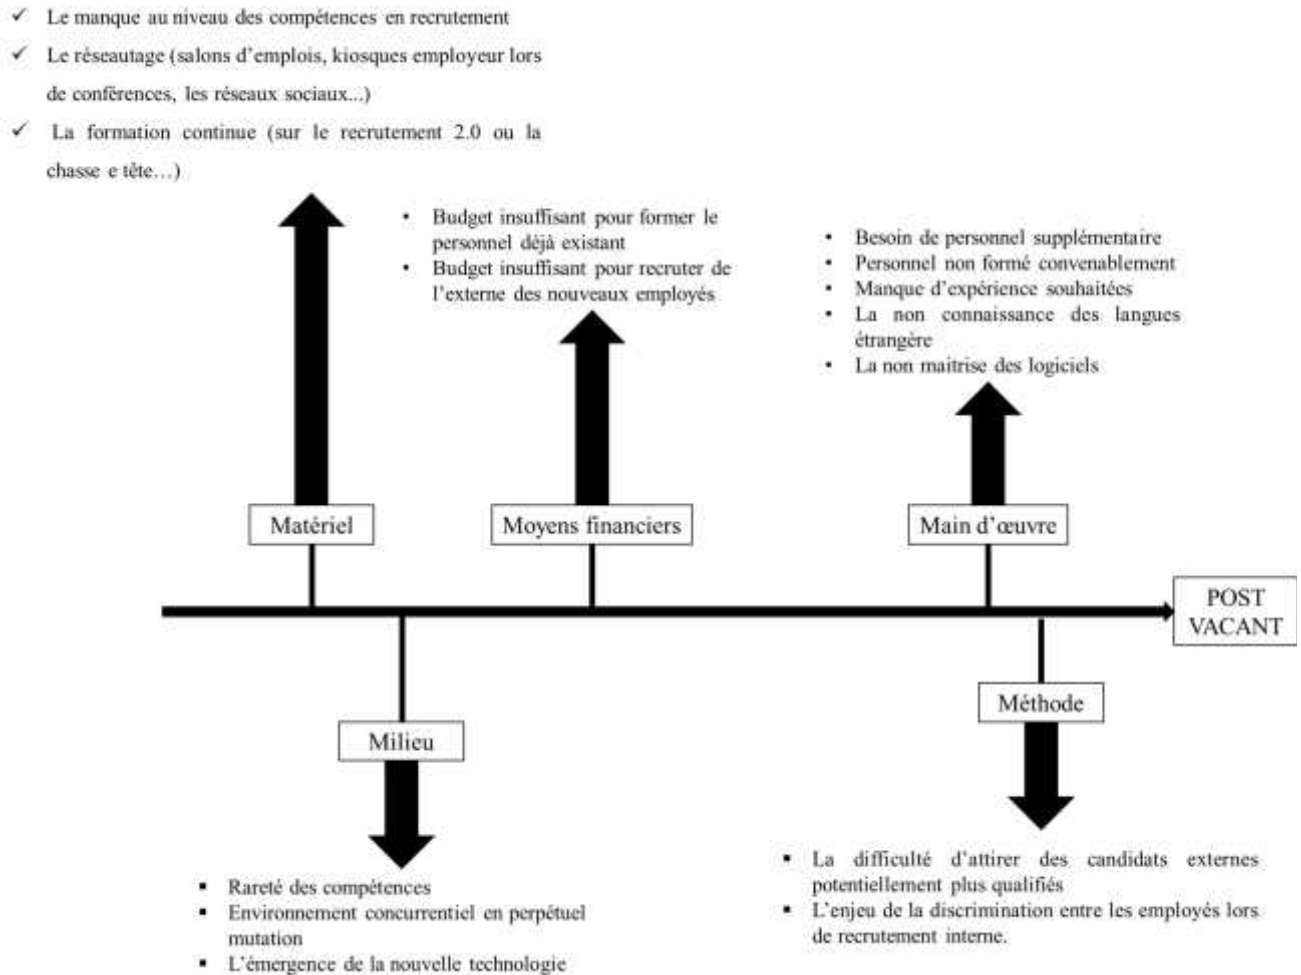 ✓ Le manque au niveau des compétences en recrutement
✓ Le réseautage (salons d'emplois, kiosques employeur lors
de conférences, les réseaux sociaux...)
✓ La formation continue (sur le recrutement 2.0 ou la
chasse e tête…)
• Budget insuffisant pour former le
personnel déjà existant
• Budget insuffisant pour recruter de
l'externe des nouveaux employés
• Besoin de personnel supplémentaire
• Personnel non formé convenablement
• Manque d'expérience souhaitées
• La non connaissance des langues
étrangère
• La non maitrise des logiciels
Matériel
Moyens financiers
Main d'œuvre
POST
VACANT
Milieu
Méthode
▪ Rareté des compétences
▪ Environnement concurrentiel en perpétuel
mutation
▪ L'émergence de la nouvelle technologie
▪ La difficulté d'attirer des candidats externes
potentiellement plus qualifiés
▪ L'enjeu de la discrimination entre les employés lors
de recrutement interne.